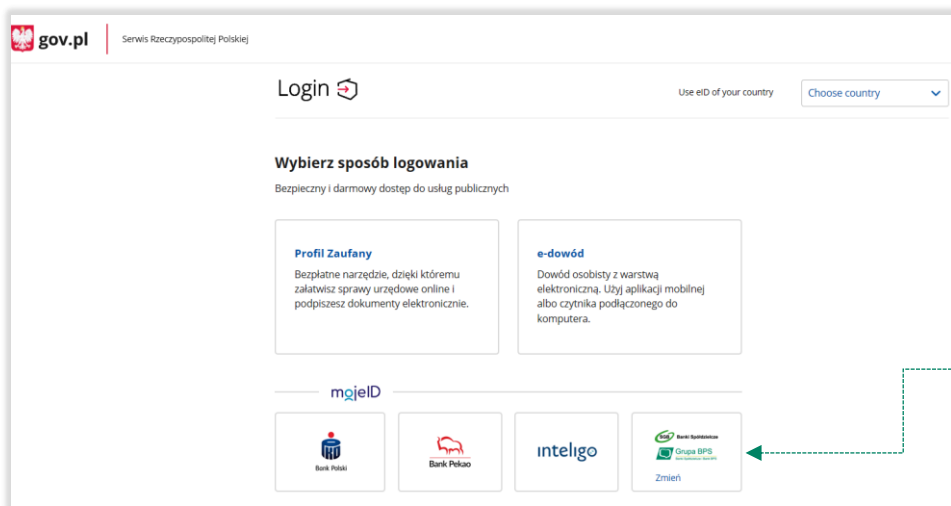 gov.pl
Serwis Rzeczypospolitej Polskiej
Login
Use eID of your country
Choose country
Wybierz sposób logowania
Bezpieczny i darmowy dostęp do usług publicznych
Profil Zaufany
Bezpłatne narzędzie, dzięki któremu
załatwisz sprawy urzędowe online i
podpiszesz dokumenty elektronicznie.
e-dowód
Dowód osobisty z warstwą
elektroniczną. Użyj aplikacji mobilnej
albo czytnika podłączonego do
komputera.
mojeID
Bank Polski
Bank Pekao
inteligo
SGB Banki Spółdzielcze
Grupa BPS
Zmień